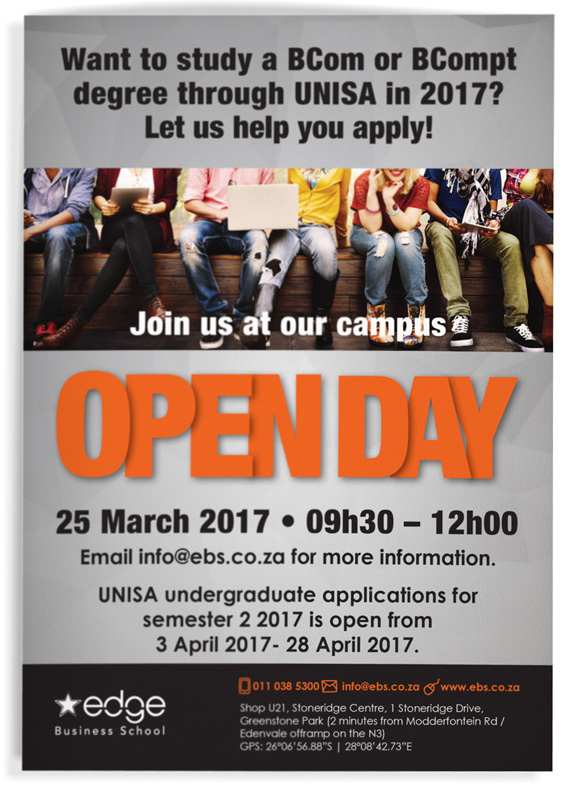 Want to study a BCom or BCompt
degree through UNISA in 2017?
Let us help you apply!
Join us at our campus
OPEN DAY
25 March 2017 • 09h30 – 12h00
Email info@ebs.co.za for more information.
UNISA undergraduate applications for
semester 2 2017 is open from
3 April 2017- 28 April 2017.
011 038 5300 info@ebs.co.za www.ebs.co.za
edge
Business School
Shop U21, Stoneridge Centre, 1 Stoneridge Drive,
Greenstone Park (2 minutes from Modderfontein Rd /
Edenvale offramp on the N3)
GPS: 26º06’56.88”S | 28º08’42.73”E